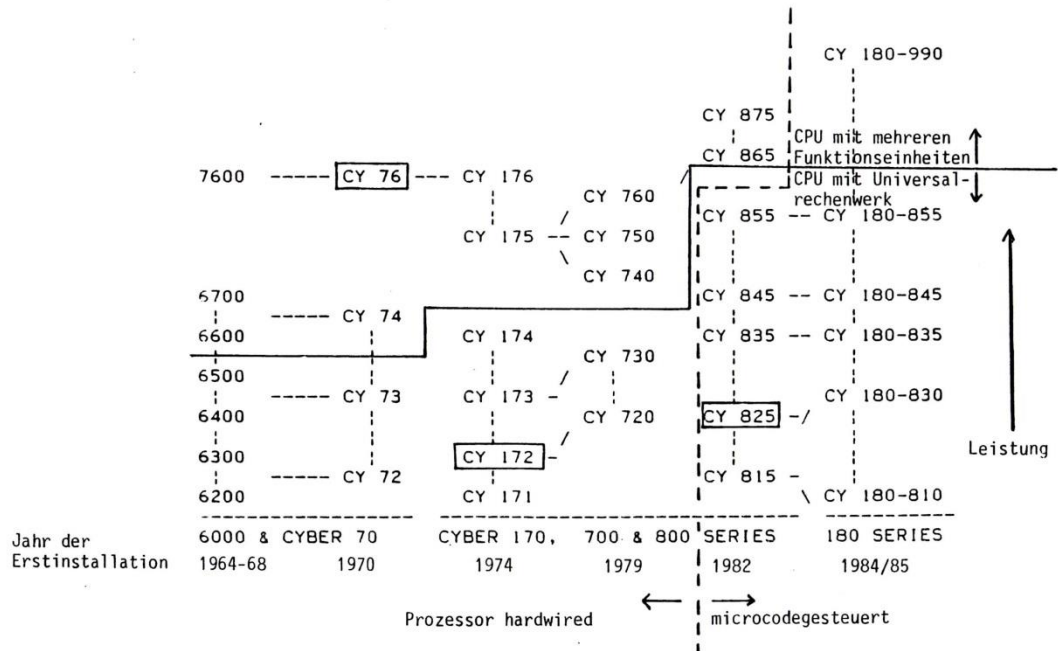 CY 180-990
CY 875
CPU mit mehreren
CY 865 Funktionseinheiten
7600 ----- CY 76 --- CY 176 CPU mit Universal-
rechenwerk
CY 760
CY 855 -- CY 180-855
CY 175 -- CY 750
CY 740
6700 CY 845 -- CY 180-845
----- CY 74
6600 CY 174 CY 835 -- CY 180-835
CY 730
6500
----- CY 73 CY 173 - CY 180-830
6400 CY 720 CY 825 -/
Leistung
6300 CY 172 -
----- CY 72 CY 815 -
6200 CY 171 \ CY 180-810
Jahr der 6000 & CYBER 70 CYBER 170, 700 & 800 SERIES 180 SERIES
Erstinstallation 1964-68 1970 1974 1979 1982 1984/85
Prozessor hardwired microcodegesteuert